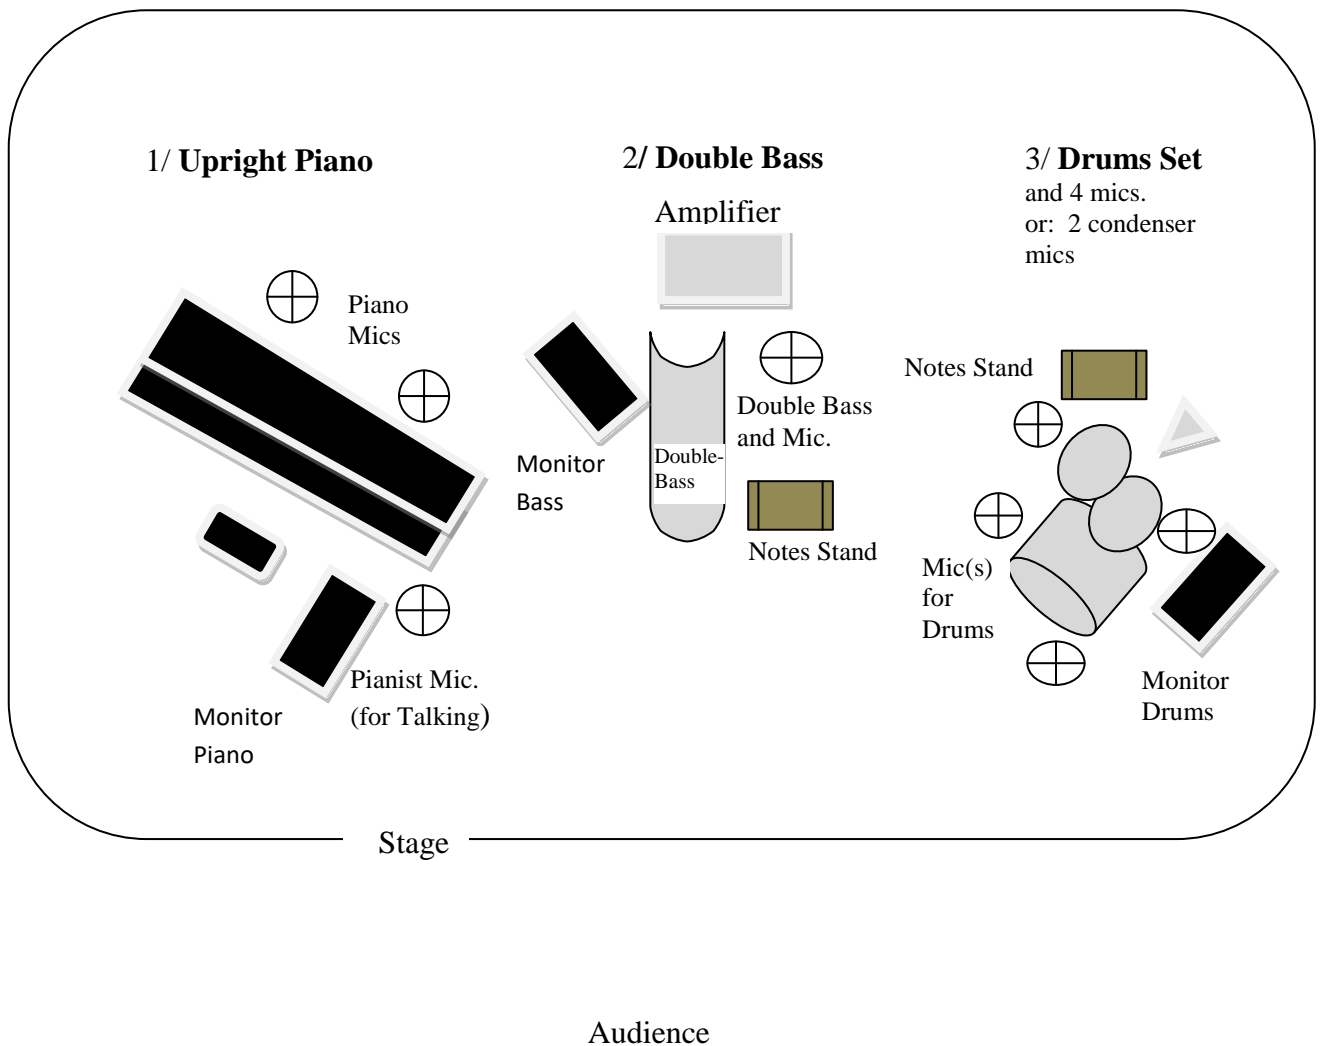 1/ Upright Piano
2/ Double Bass
3/ Drums Set
and 4 mics.
or: 2 condenser
mics
Amplifier
Piano
Mics
Notes Stand
Double Bass
and Mic.
Monitor
Bass
Double-
Bass
Notes Stand
Mic(s)
for
Drums
Pianist Mic.
(for Talking)
Monitor
Piano
Monitor
Drums
Stage
Audience